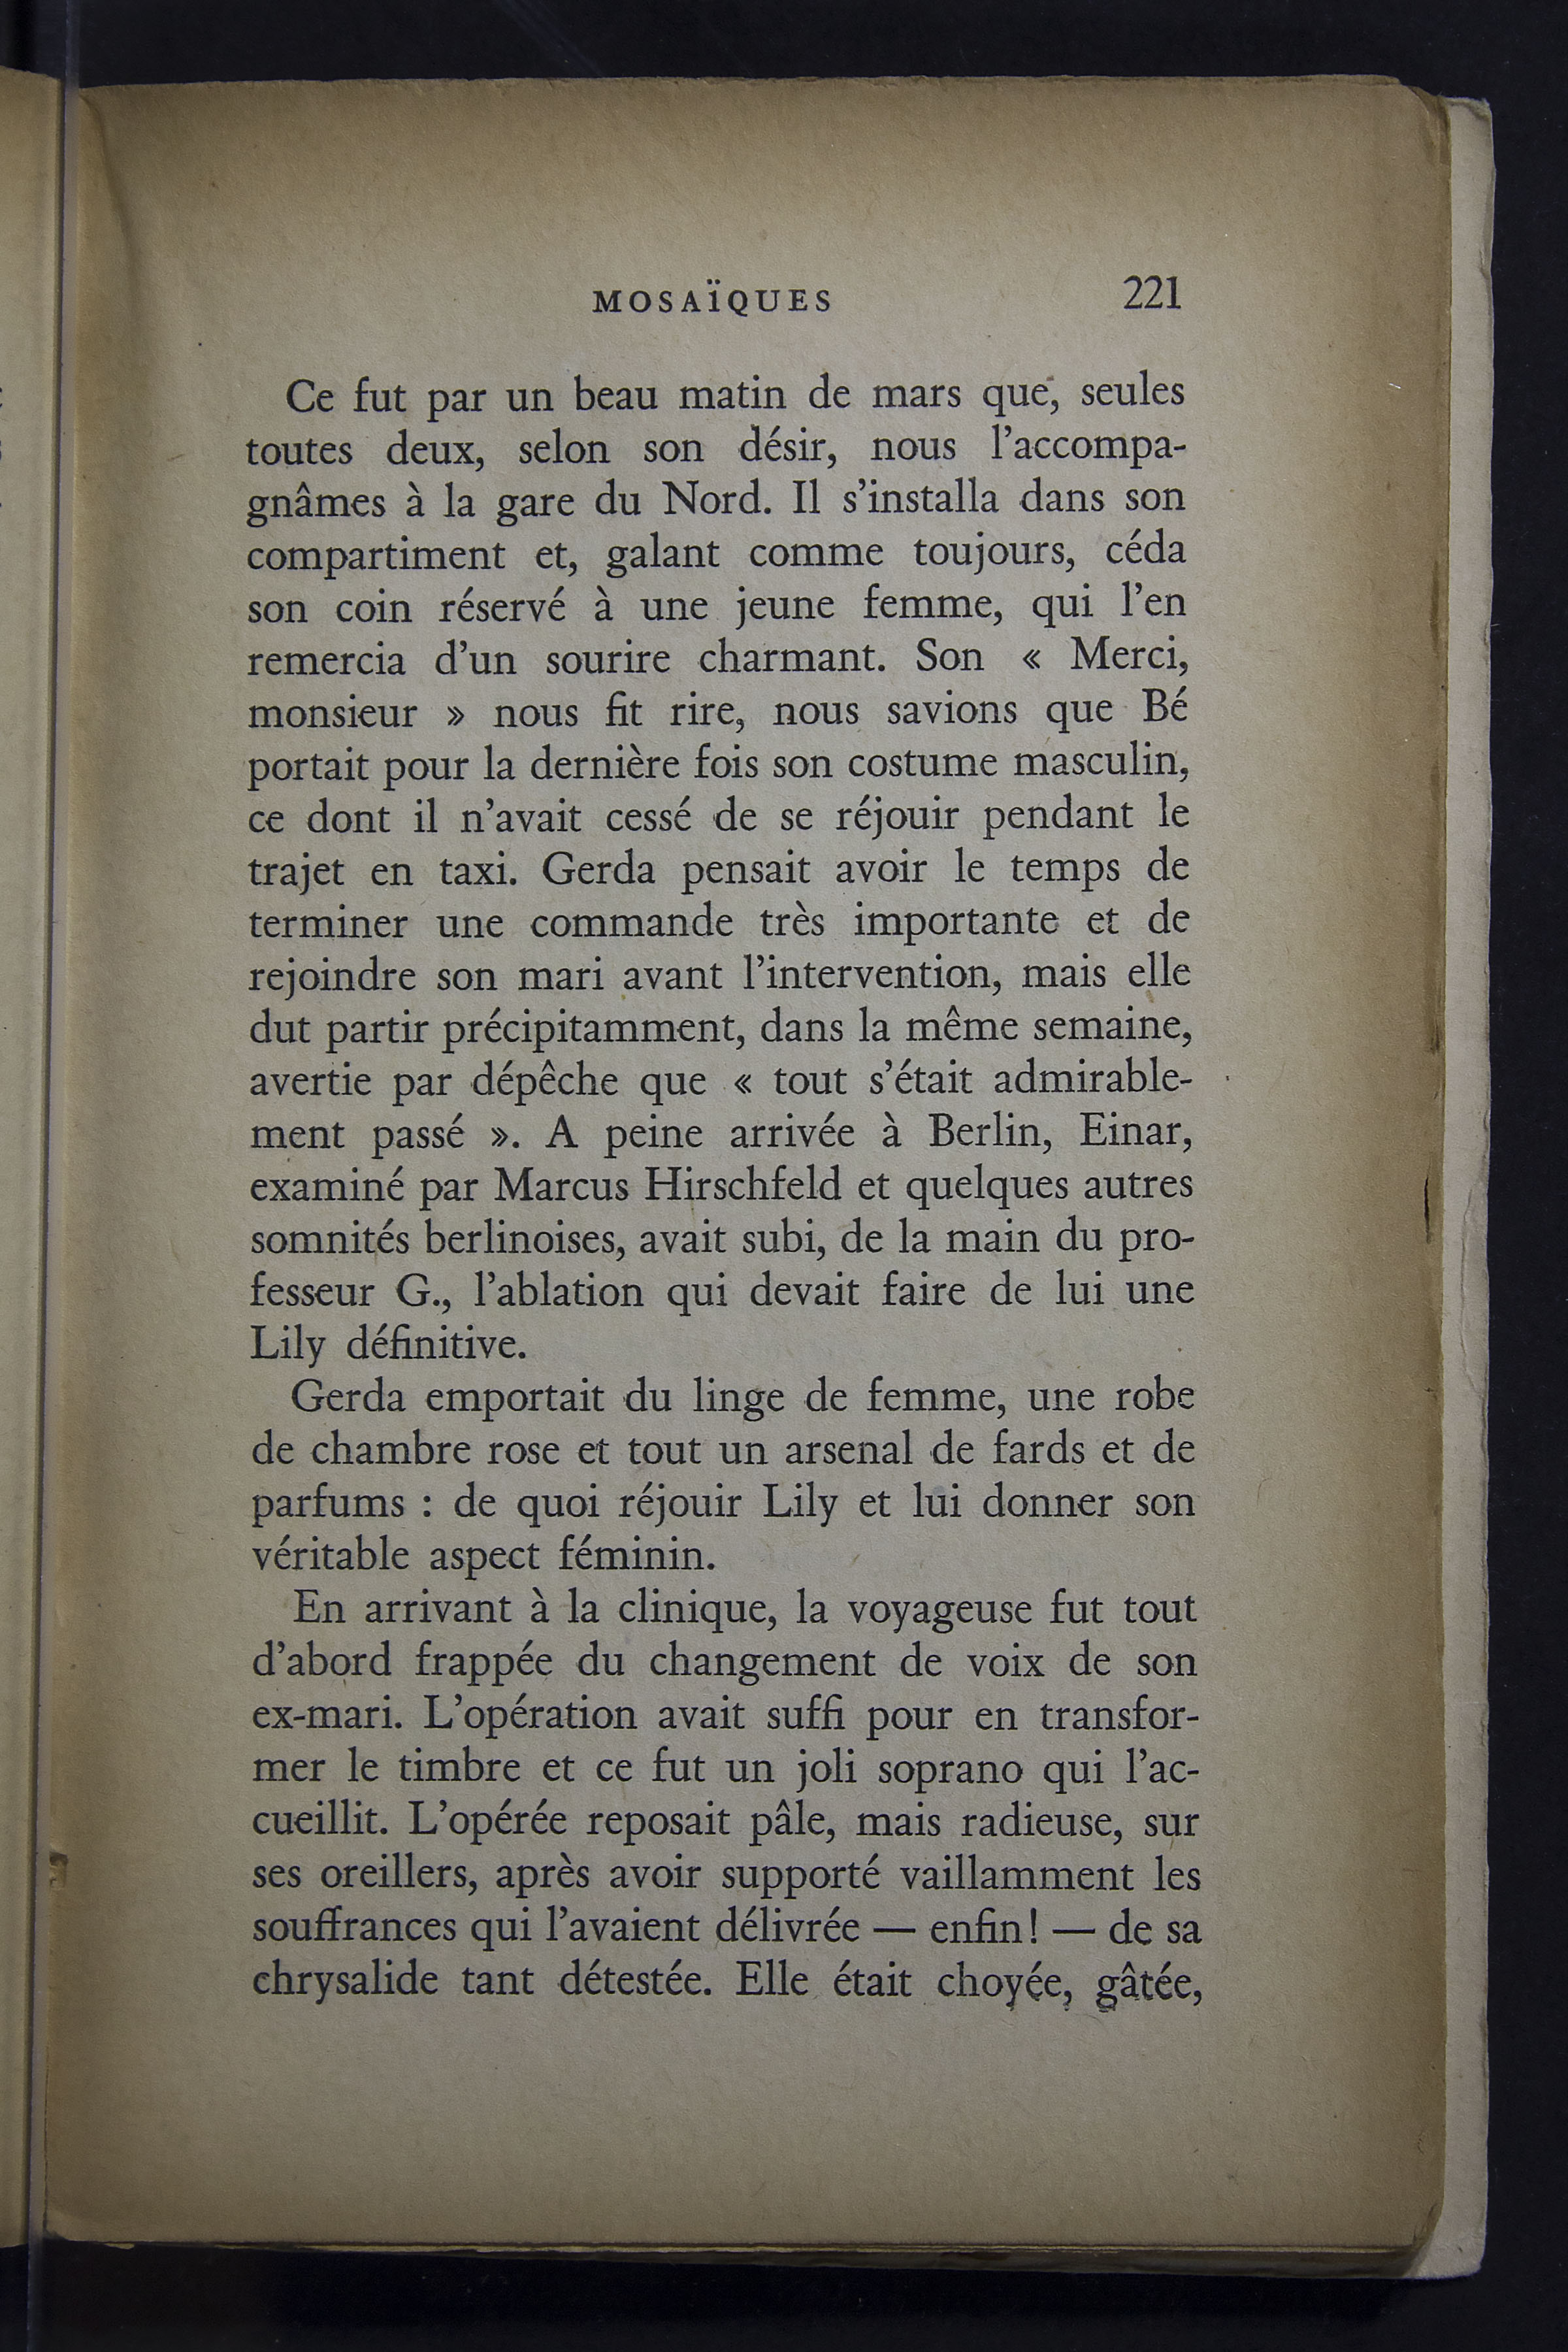 MOSAÏQUES 221
Ce fut par un beau matin de mars que, seules
toutes deux, selon son désir, nous l'accompa-
gnâmes à la gare du Nord. Il s'installa dans son
compartiment et, galant comme toujours, céda
son coin réservé à une jeune femme, qui l'en
remercia d'un sourire charmant. Son « Merci,
monsieur » nous fit rire, nous savions que Bé
portait pour la dernière fois son costume masculin,
ce dont il n'avait cessé de se réjouir pendant le
trajet en taxi. Gerda pensait avoir le temps de
terminer une commande très importante et de
rejoindre son mari avant l'intervention, mais elle
dut partir précipitamment, dans la même semaine,
avertie par dépêche que « tout s'était admirable-
ment passé ». A peine arrivée à Berlin, Einar,
examiné par Marcus Hirschfeld et quelques autres
somnités berlinoises, avait subi, de la main du pro-
fesseur G., l'ablation qui devait faire de lui une
Lily définitive.
Gerda emportait du linge de femme, une robe
de chambre rose et tout un arsenal de fards et de
parfums : de quoi réjouir Lily et lui donner son
véritable aspect féminin.
En arrivant à la clinique, la voyageuse fut tout
d'abord frappée du changement de voix de son
ex-mari. L'opération avait suffi pour en transfor-
mer le timbre et ce fut un joli soprano qui l'ac-
cueillit. L'opérée reposait pâle, mais radieuse, sur
ses oreillers, après avoir supporté vaillamment les
souffrances qui l'avaient délivrée — enfin! — de sa
chrysalide tant détestée. Elle était choyée, gâtée,